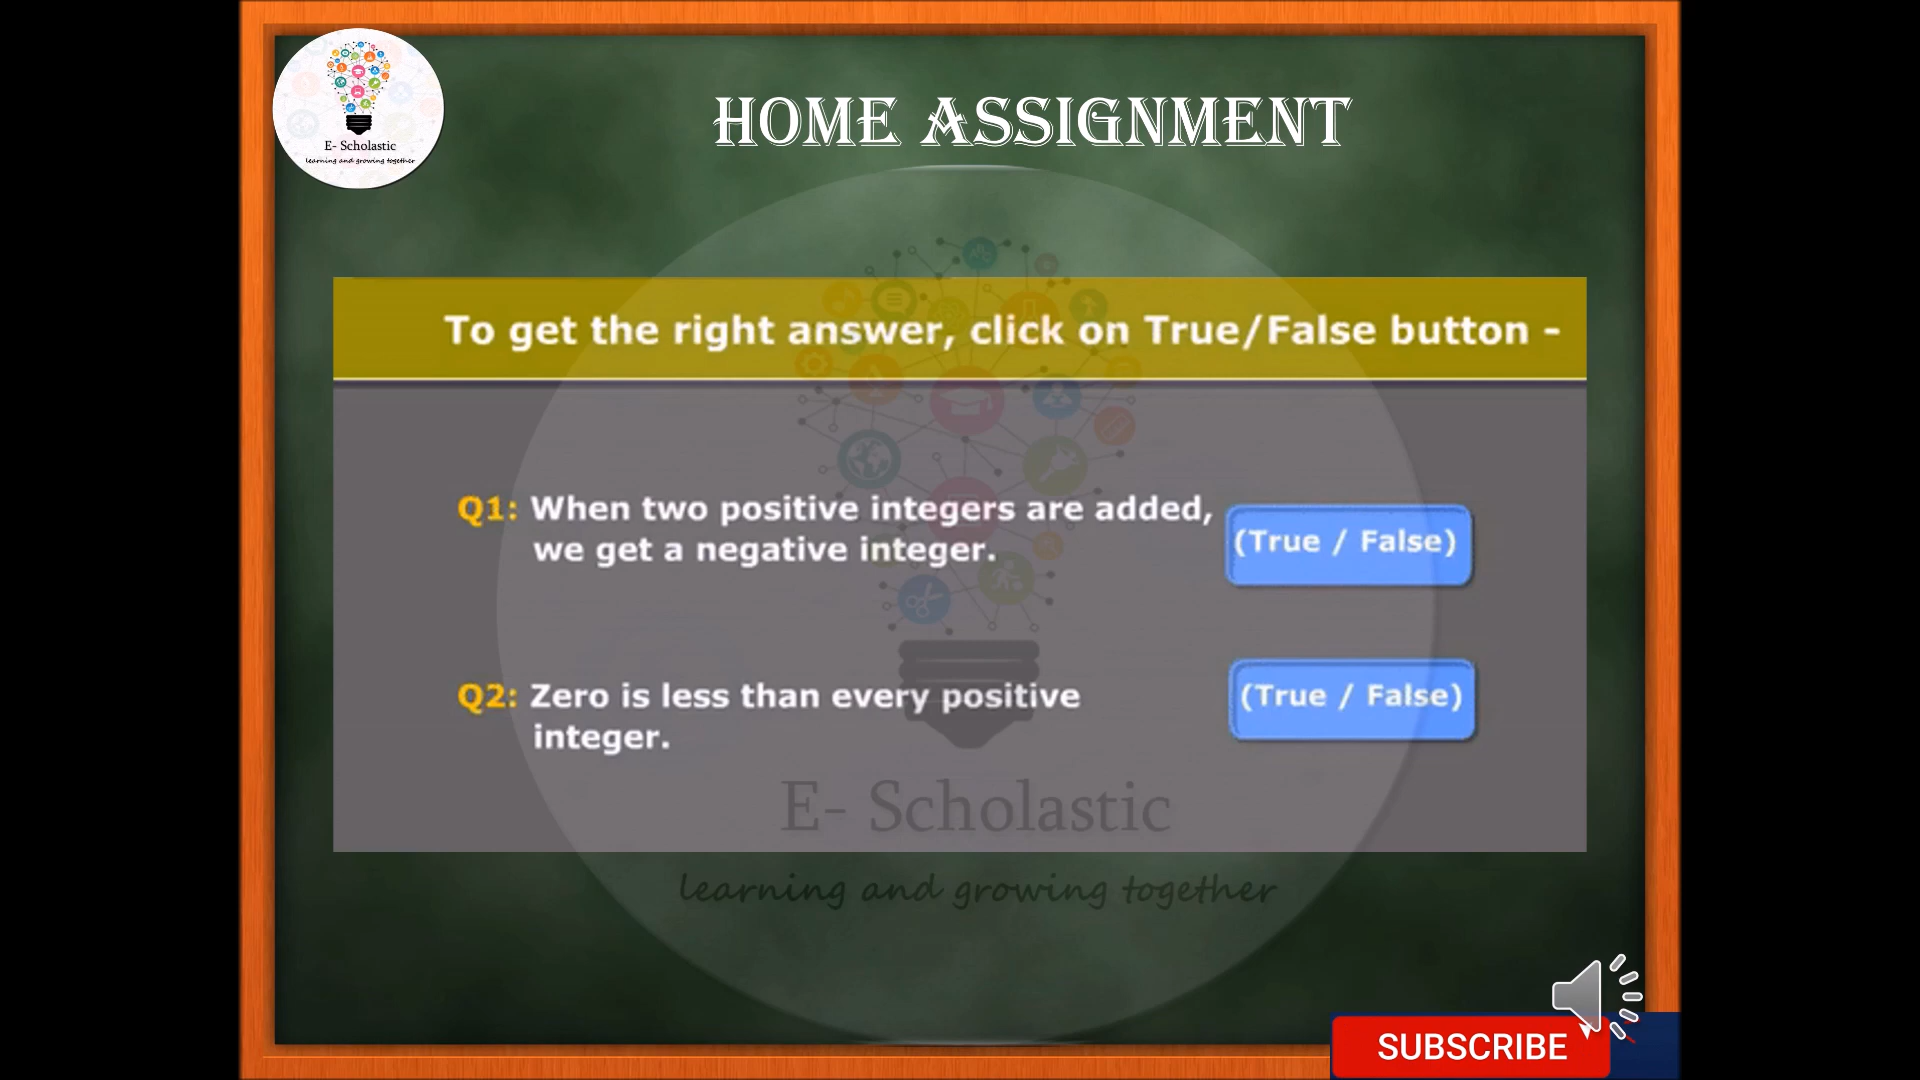 E- Scholastic
learning and growing together
HOME ASSIGNMENT
To get the right answer, click on True/False button -
Q1: When two positive integers are added,
we get a negative integer.
(True / False)
Q2: Zero is less than every positive
integer.
(True / False)
E- Scholastic
learning and growing together
SUBSCRIBE